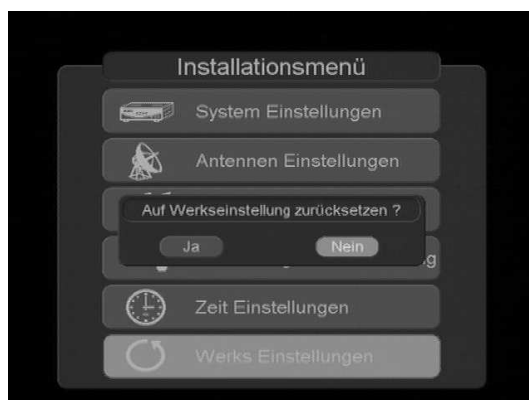 Installationsmenü
System Einstellungen
Antennen Einstellungen
Auf Werkseinstellung zurücksetzen ?
Ja
Nein
Zeit Einstellungen
Werks Einstellungen